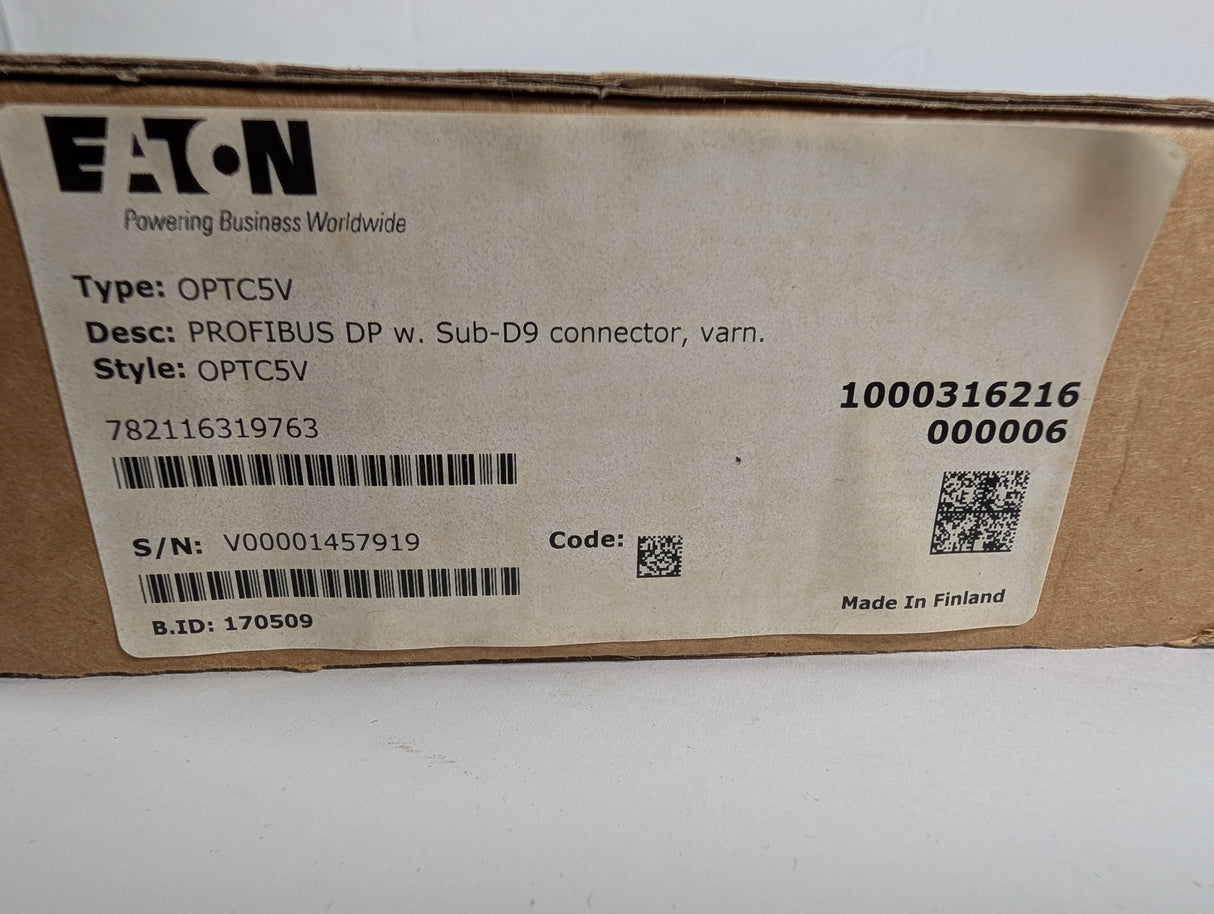 EATON
Powering Business Worldwide
Type: OPTC5V
Desc: PROFIBUS DP w. Sub-D9 connector, varn.
Style: OPTC5V
1000316216
000006
782116319763
S/N: V00001457919
Code:
Made In Finland
B.ID: 170509